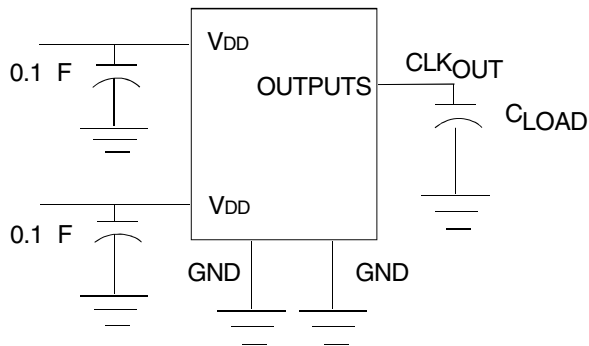 VDD
0.1 F
OUTPUTS
CLKOUT
CLOAD
VDD
0.1 F
GND
GND